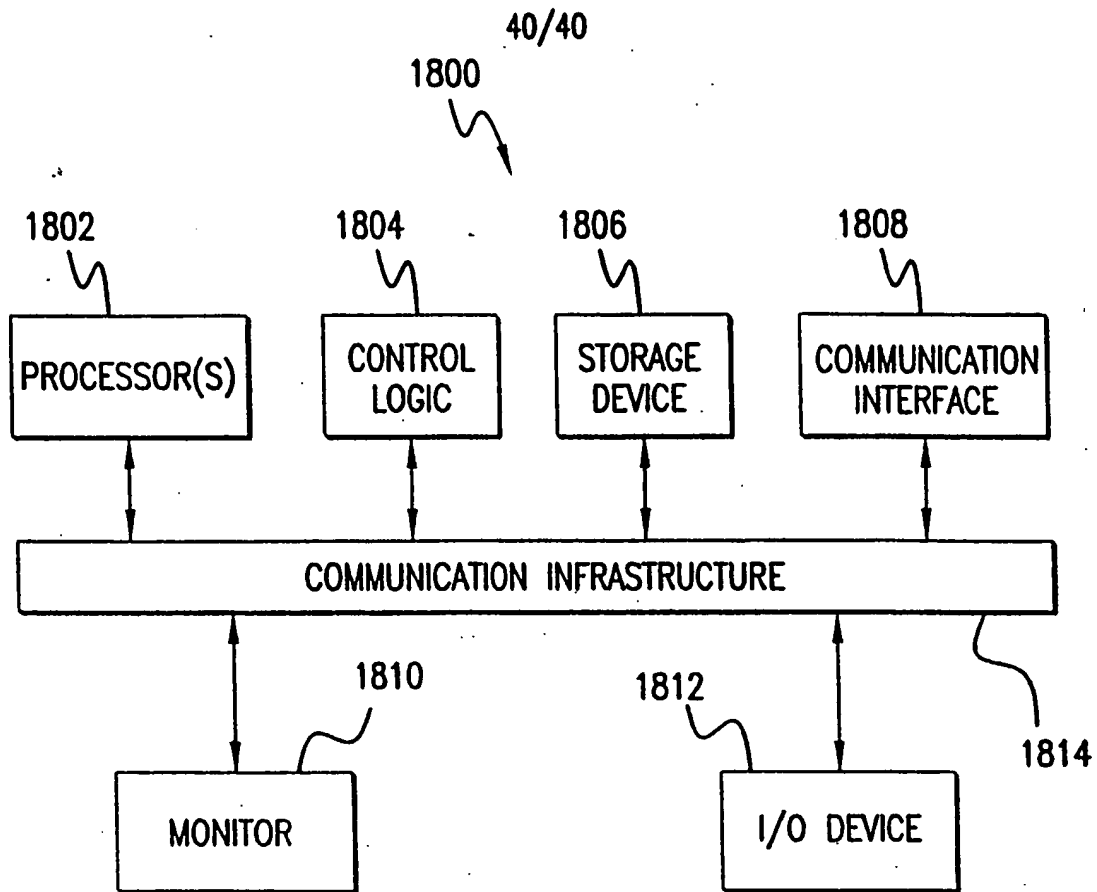 40/40
1800
1802
1804
1806
1808
PROCESSOR(S)
CONTROL
LOGIC
STORAGE
DEVICE
COMMUNICATION
INTERFACE
COMMUNICATION INFRASTRUCTURE
1810
1812
1814
MONITOR
I/O DEVICE